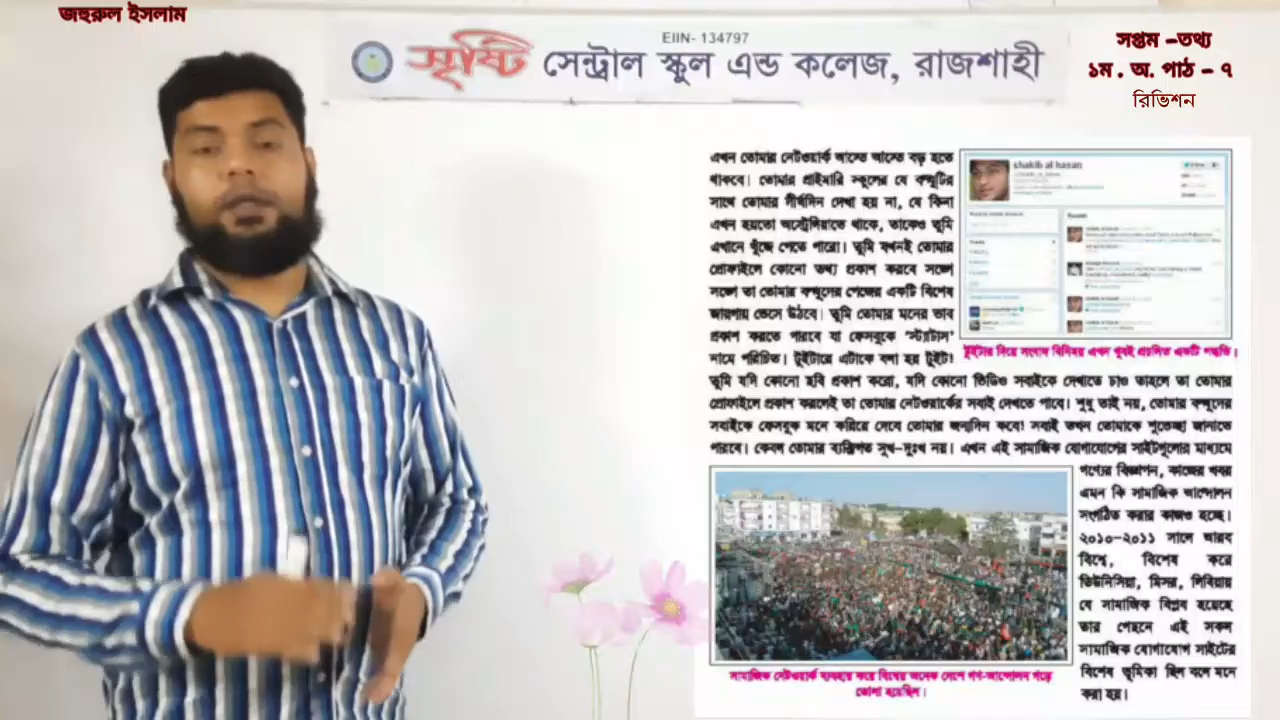 জহুরুল ইসলাম
EIIN- 134797
সৃষ্টি সেন্ট্রাল স্কুল এন্ড কলেজ, রাজশাহী
সপ্তম –তথ্য
১ম . অ. পাঠ – ৭
রিভিশন
এখন তোমার নেটওয়ার্ক আস্তে আস্তে বড় হতে
থাকবে। তোমার প্রাইমারি স্কুলের যে বন্ধুটির
সাথে তোমার দীর্ঘদিন দেখা হয় না, যে কিনা
এখন হয়তো অস্ট্রেলিয়াতে থাকে, তাকেও তুমি
এখানে খুঁজে পেতে পারো। তুমি যখনই তোমার
প্রোফাইলে কোনো তথ্য প্রকাশ করবে সঙ্গে
সঙ্গে তা তোমার বন্ধুদের পেজের একটি বিশেষ
জায়গায় ভেসে উঠবে। তুমি তোমার মনের ভাব
প্রকাশ করতে পারবে যা ফেসবুকে ‘স্ট্যাটাস’
নামে পরিচিত। টুইটারে এটাকে বলা হয় টুইট!
shakib al hasan
টুইটার দিয়ে সংবাদ বিনিময় এখন খুবই প্রচলিত একটি পদ্ধতি।
তুমি যদি কোনো ছবি প্রকাশ করো, যদি কোনো ভিডিও সবাইকে দেখাতে চাও তাহলে তা তোমার
প্রোফাইলে প্রকাশ করলেই তা তোমার নেটওয়ার্কের সবাই দেখতে পাবে। শুধু তাই নয়, তোমার বন্ধুদের
সবাইকে ফেসবুক মনে করিয়ে দেবে তোমার জন্মদিন কবে! সবাই তখন তোমাকে শুভেচ্ছা জানাতে
পারবে। কেবল তোমার ব্যক্তিগত সুখ-দুঃখ নয়। এখন এই সামাজিক যোগাযোগের সাইটগুলোর মাধ্যমে
পণ্যের বিজ্ঞাপন, কাজের খবর
এমন কি সামাজিক আন্দোলন
সংগঠিত করার কাজও হচ্ছে।
২০১০-২০১১ সালে আরব
বিশ্বে, বিশেষ করে
তিউনিসিয়া, মিসর, লিবিয়ায়
যে সামাজিক বিপ্লব হয়েছে
তার পেছনে এই সকল
সামাজিক যোগাযোগ সাইটের
বিশেষ ভূমিকা ছিল বলে মনে
করা হয়।
সামাজিক নেটওয়ার্ক ব্যবহার করে বিশ্বের অনেক দেশে গণ-আন্দোলন গড়ে
তোলা হয়েছিল।